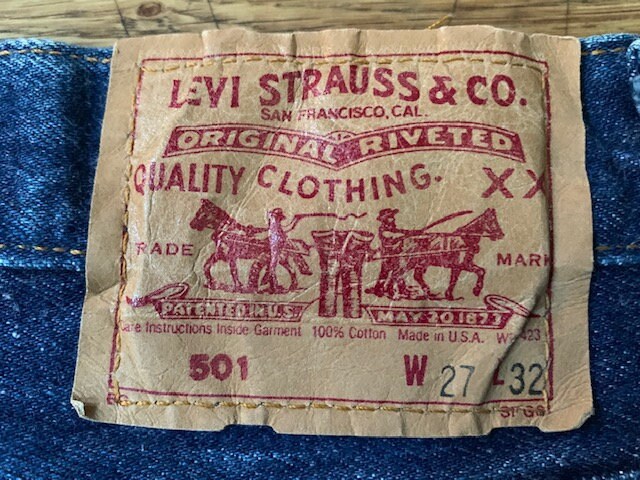 LEVI STRAUSS & CO.
SAN FRANCISCO, CAL.
ORIGINAL RIVETED
QUALITY CLOTHING. XX
TRADE MARK
PATENTED IN U.S. MAY 20 1873
Care Instructions Inside Garment 100% Cotton Made in U.S.A. 423
501 W 27 L 32